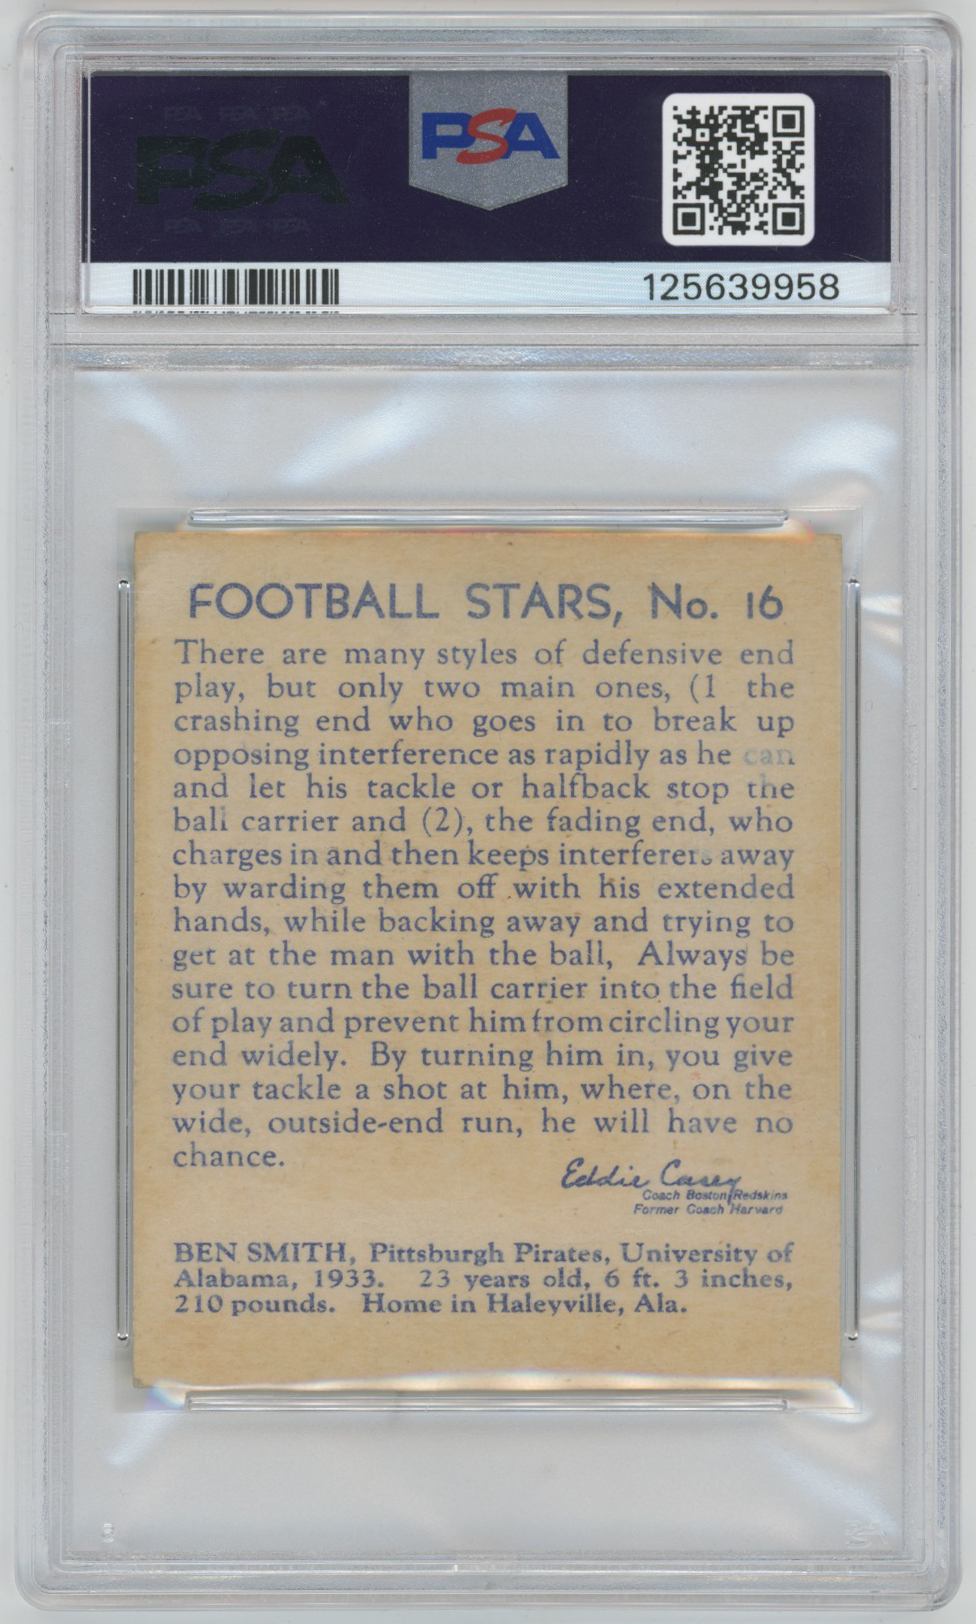 PSA
PSA
125639958
FOOTBALL STARS, No. 16
There are many styles of defensive end
play, but only two main ones, (1 the
crashing end who goes in to break up
opposing interference as rapidly as he can
and let his tackle or halfback stop the
ball carrier and (2), the fading end, who
charges in and then keeps interferers away
by warding them off with his extended
hands, while backing away and trying to
get at the man with the ball, Always be
sure to turn the ball carrier into the field
of play and prevent him from circling your
end widely. By turning him in, you give
your tackle a shot at him, where, on the
wide, outside-end run, he will have no
chance.
Eddie Casey
Coach Boston Redskins
Former Coach Harvard
BEN SMITH, Pittsburgh Pirates, University of
Alabama, 1933. 23 years old, 6 ft. 3 inches,
210 pounds. Home in Haleyville, Ala.